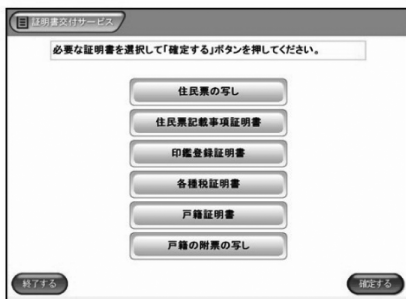 証明書交付サービス
必要な証明書を選択して「確定する」ボタンを押してください。
住民票の写し
住民票記載事項証明書
印鑑登録証明書
各種税証明書
戸籍証明書
戸籍の附票の写し
終了する
確定する